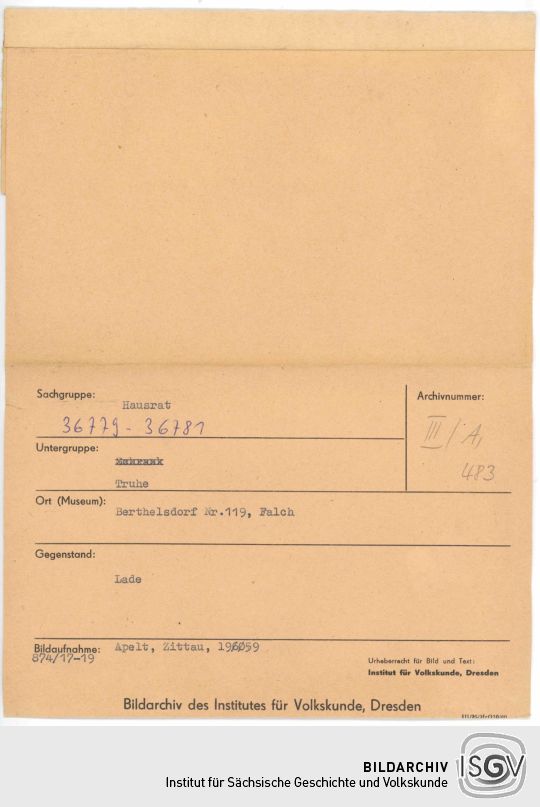 Sachgruppe: Hausrat
36779 - 36781
Archivnummer:
III/A,
483
Untergruppe:
Truhe
Ort (Museum): Berthelsdorf Nr.119, Falch
Gegenstand:
Lade
Bildaufnahme: Apelt, Zittau, 1959
874/17-19
Urheberrecht für Bild und Text:
Institut für Volkskunde, Dresden
Bildarchiv des Institutes für Volkskunde, Dresden
BILDARCHIV ISGV
Institut für Sächsische Geschichte und Volkskunde